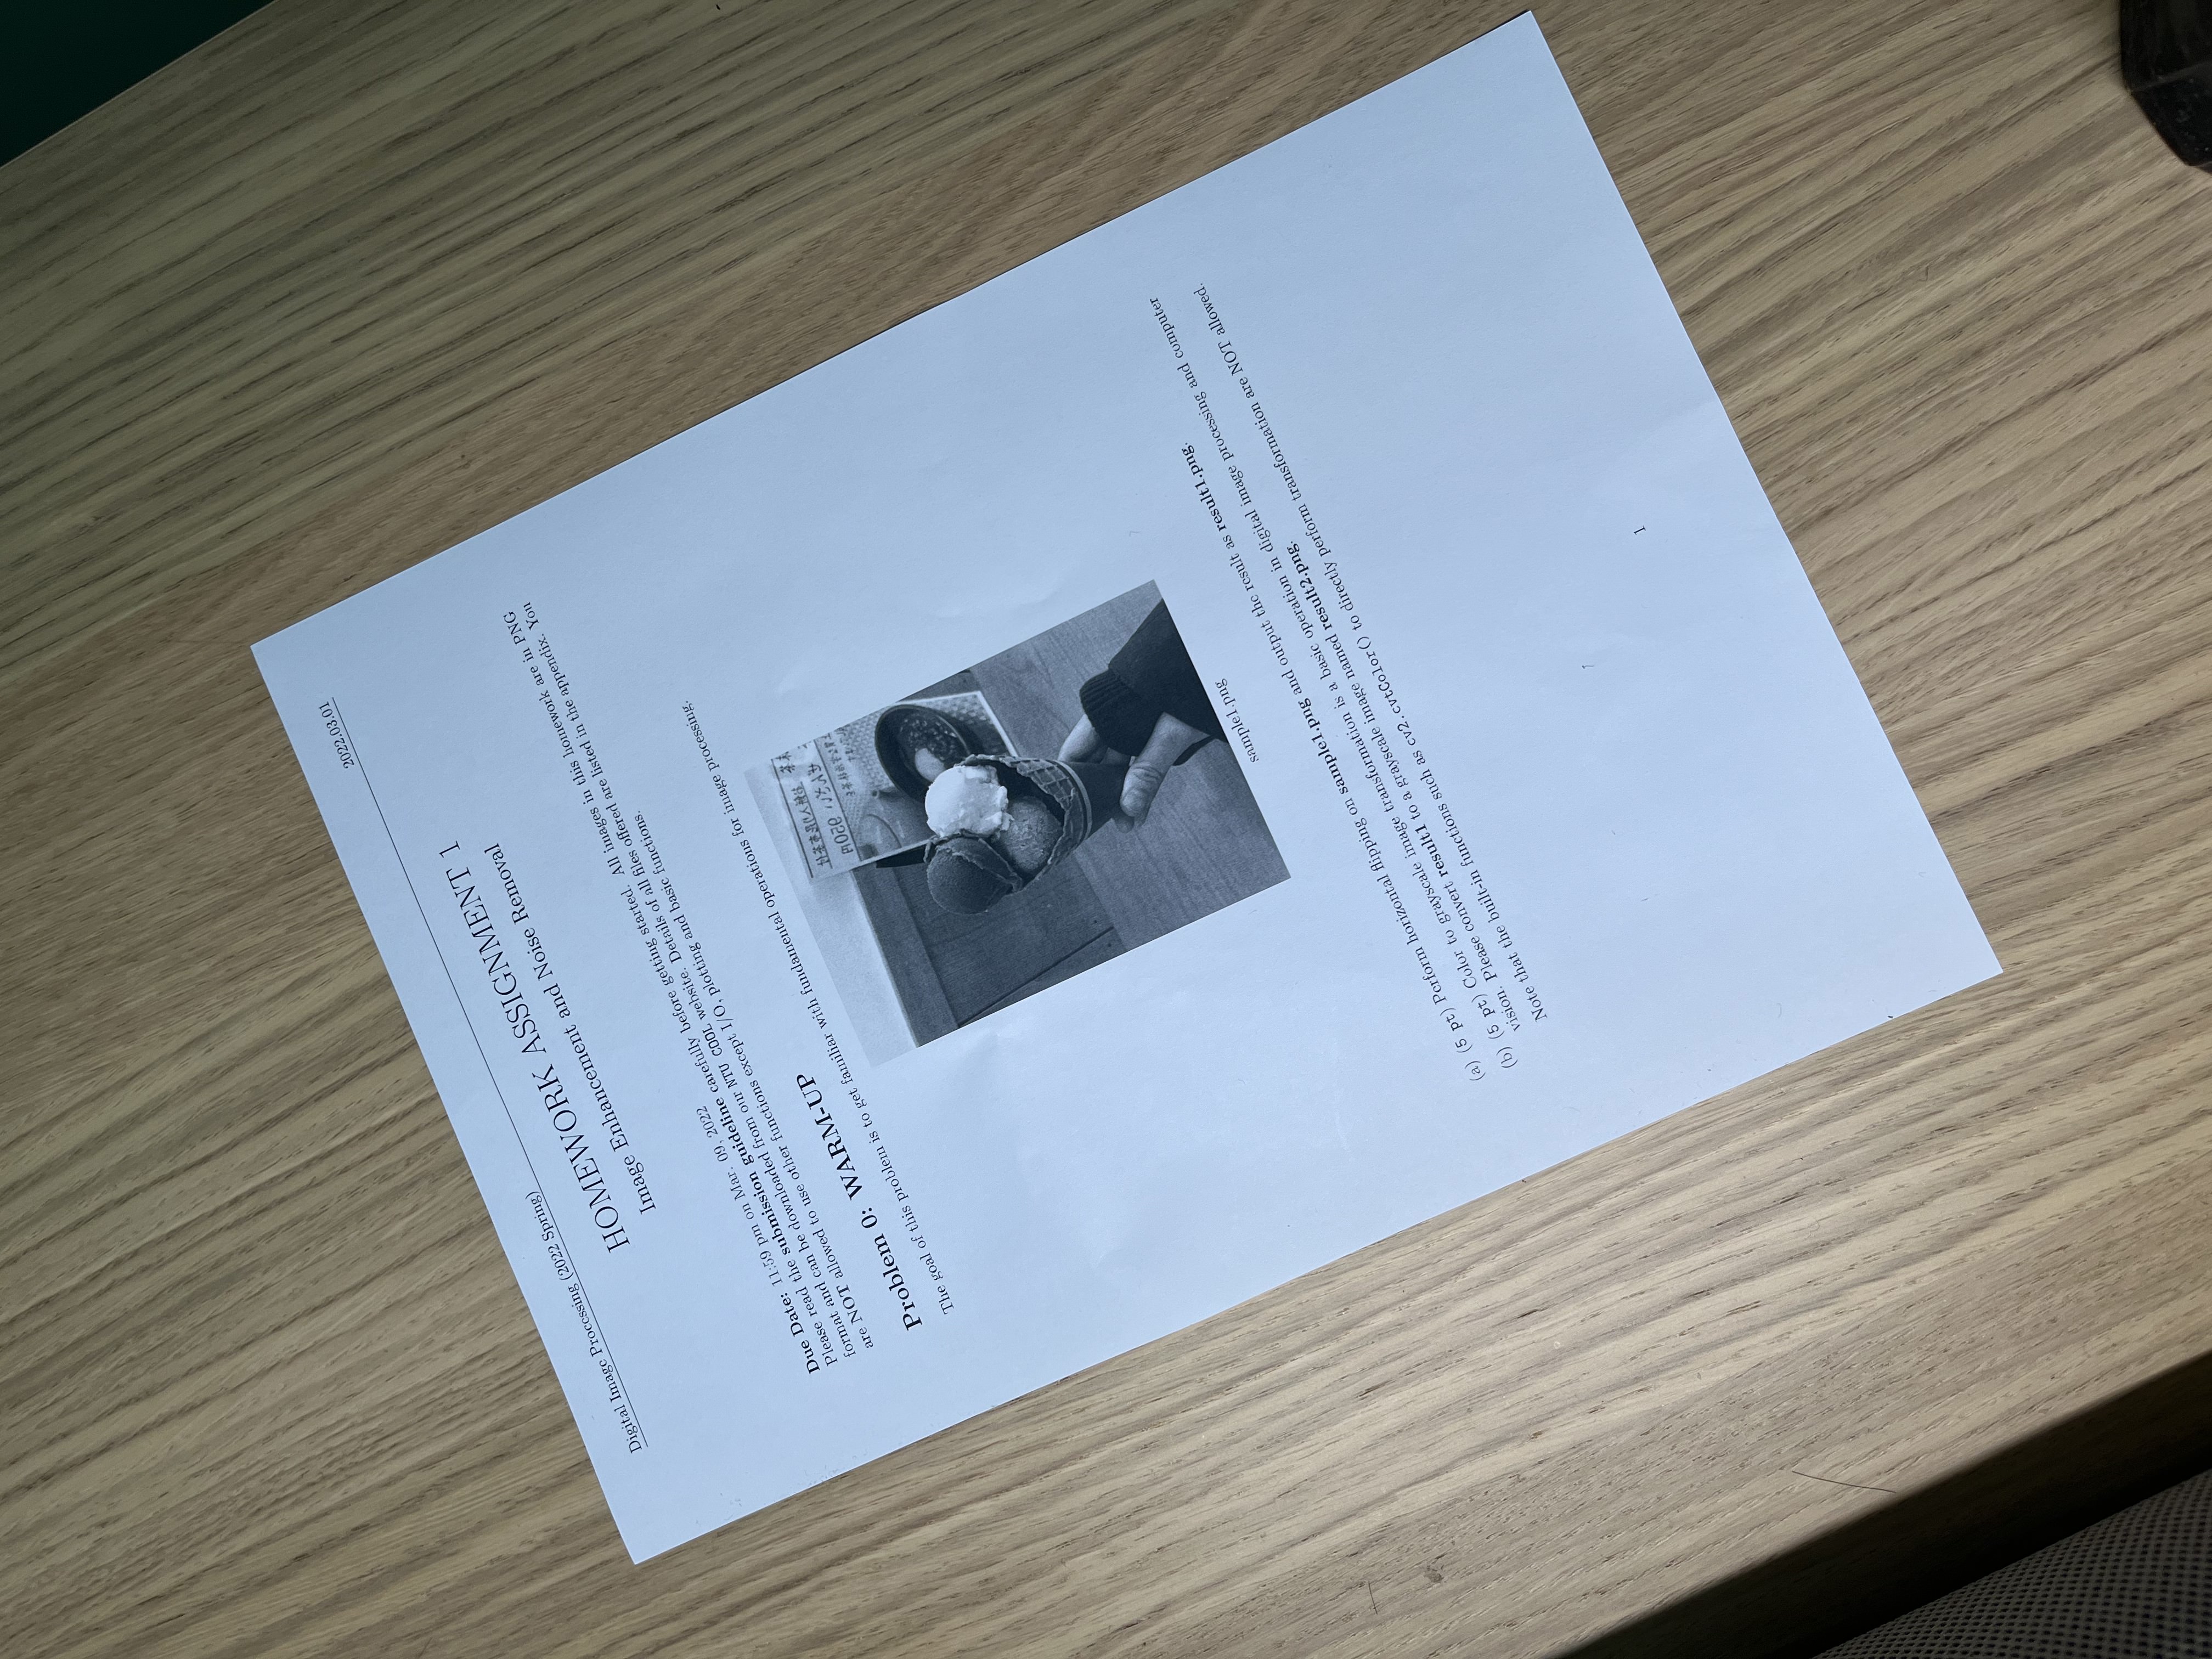 Digital Image Processing (2022 Spring) 2022.03.01
HOMEWORK ASSIGNMENT 1
Image Enhancement and Noise Removal
Due Date: 11:59 pm on Mar. 09, 2022
Please read the submission guideline carefully before getting started. All images in this homework are in PNG
format and can be downloaded from our NTU COOL website. Details of all files offered are listed in the appendix. You
are NOT allowed to use other functions except I/O, plotting and basic functions.
Problem 0: WARM-UP
The goal of this problem is to get familiar with fundamental operations for image processing.
ぜんざい 950円
sample1.png
(a) (5 pt) Perform horizontal flipping on sample1.png and output the result as result1.png.
(b) (5 pt) Color to grayscale image transformation is a basic operation in digital image processing and computer
vision. Please convert result1 to a grayscale image named result2.png.
Note that the built-in functions such as cv2.cvtColor() to directly perform transformation are NOT allowed.
1